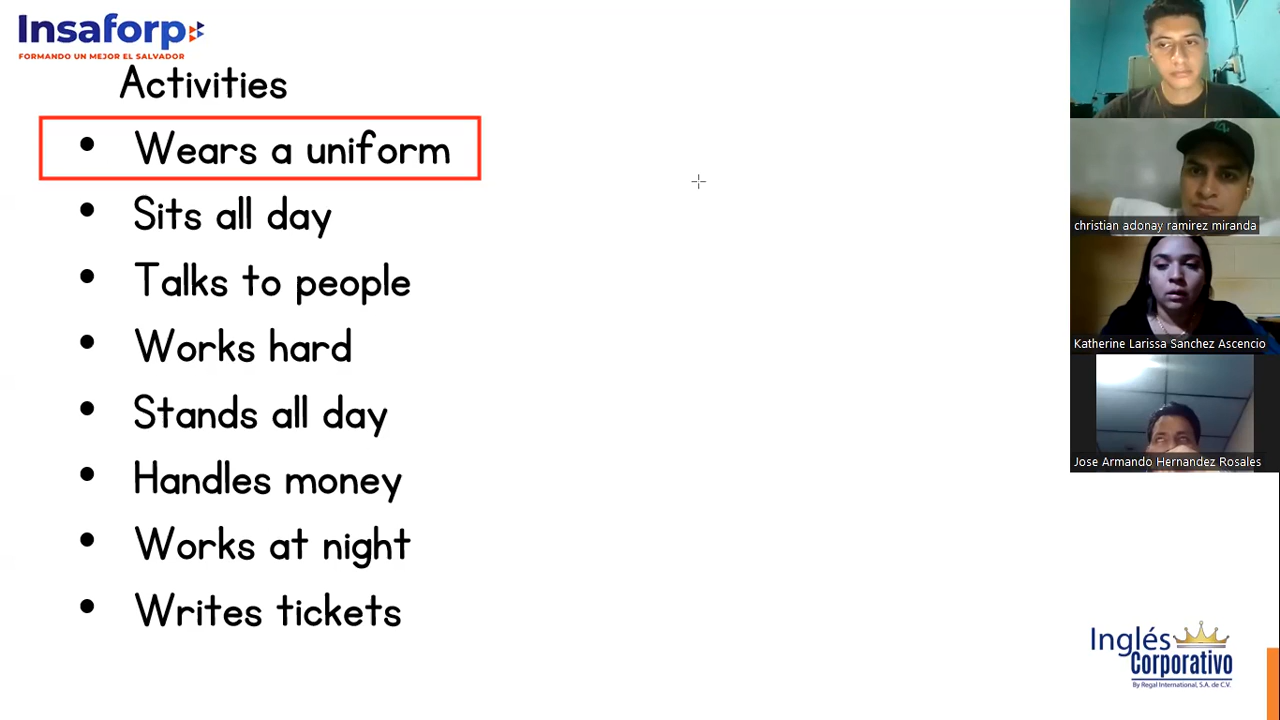 Insaforp
FORMANDO UN MEJOR EL SALVADOR
Activities
• Wears a uniform
• Sits all day
• Talks to people
• Works hard
• Stands all day
• Handles money
• Works at night
• Writes tickets
christian adonay ramirez miranda
Katherine Larissa Sanchez Ascencio
Jose Armando Hernandez Rosales
Inglés
Corporativo
By Regal International, S.A. de C.V.